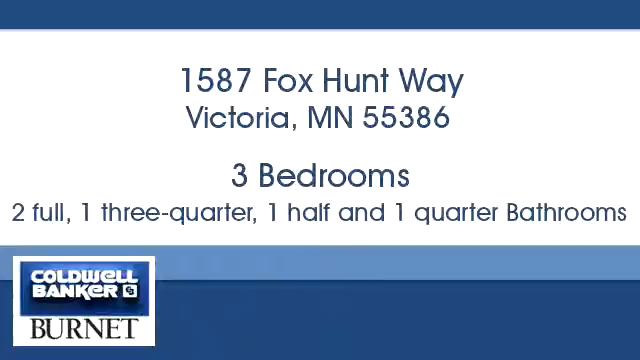 1587 Fox Hunt Way
Victoria, MN 55386
3 Bedrooms
2 full, 1 three-quarter, 1 half and 1 quarter Bathrooms
COLDWELL
BANKER CB
BURNET